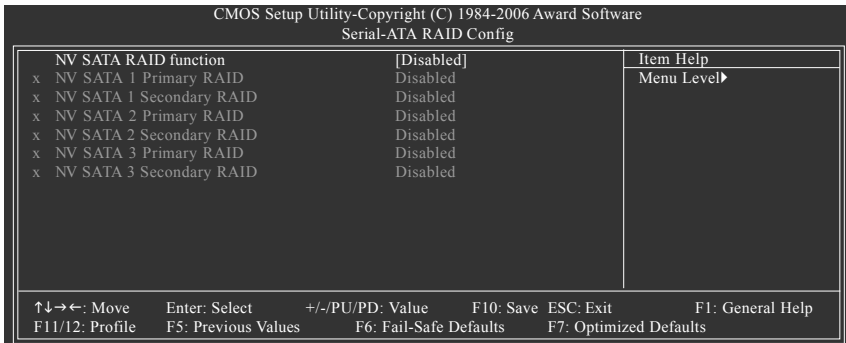 CMOS Setup Utility-Copyright (C) 1984-2006 Award Software
Serial-ATA RAID Config
NV SATA RAID function [Disabled] Item Help
x NV SATA 1 Primary RAID Disabled Menu Level▶
x NV SATA 1 Secondary RAID Disabled
x NV SATA 2 Primary RAID Disabled
x NV SATA 2 Secondary RAID Disabled
x NV SATA 3 Primary RAID Disabled
x NV SATA 3 Secondary RAID Disabled
↑↓→←: Move Enter: Select +/-/PU/PD: Value F10: Save ESC: Exit F1: General Help
F11/12: Profile F5: Previous Values F6: Fail-Safe Defaults F7: Optimized Defaults